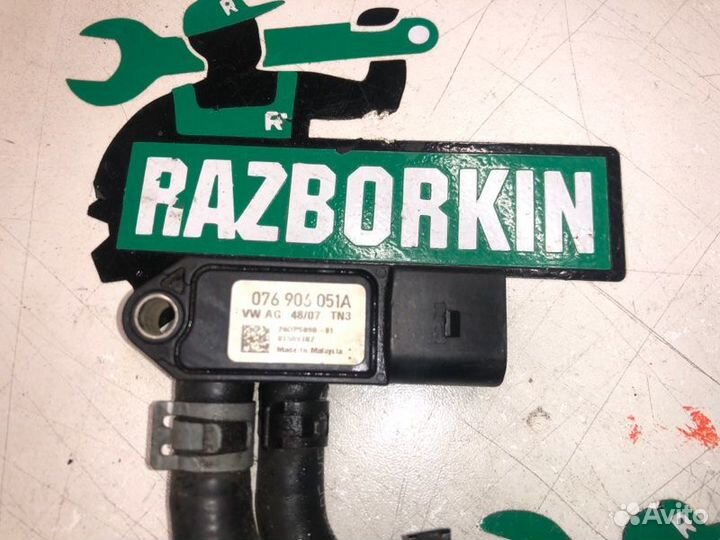 R
R
RAZBORKIN
076 906 051A
VW AG 48/07 TN3
Made in Malaysia
Avito